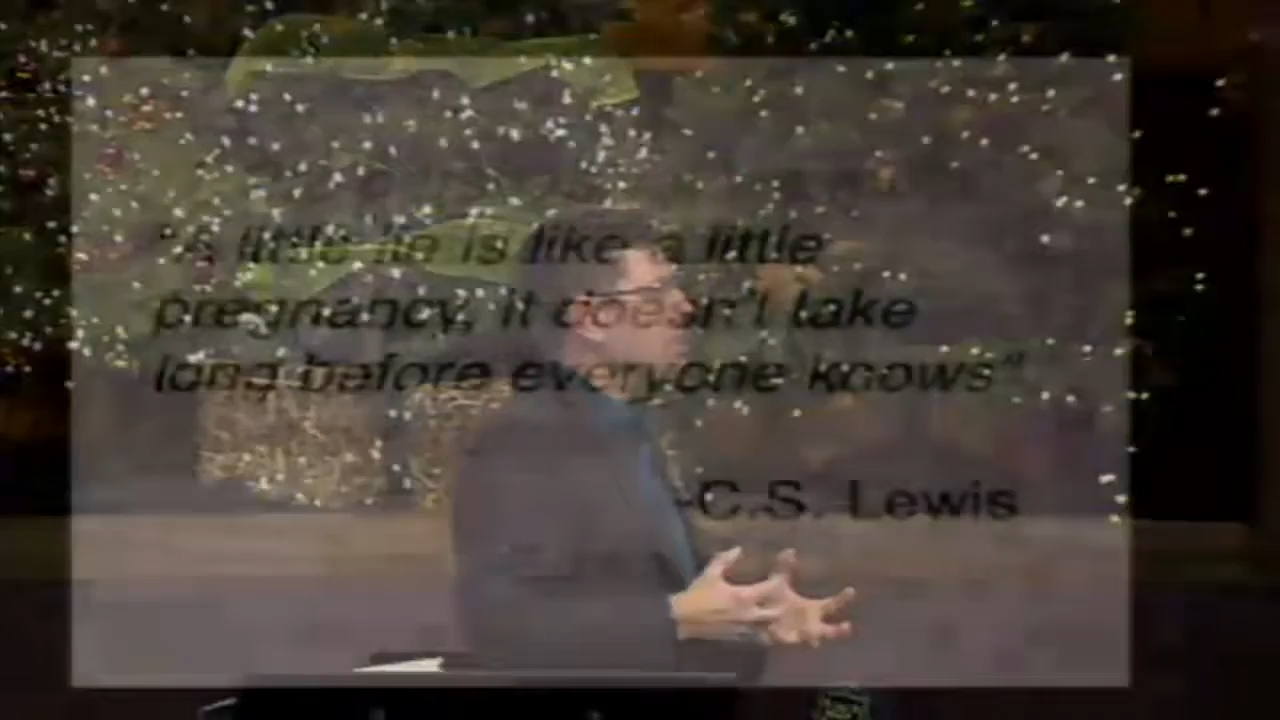 "A little lie is like a little
pregnancy, it doesn't take
long before everyone knows"
-C.S. Lewis